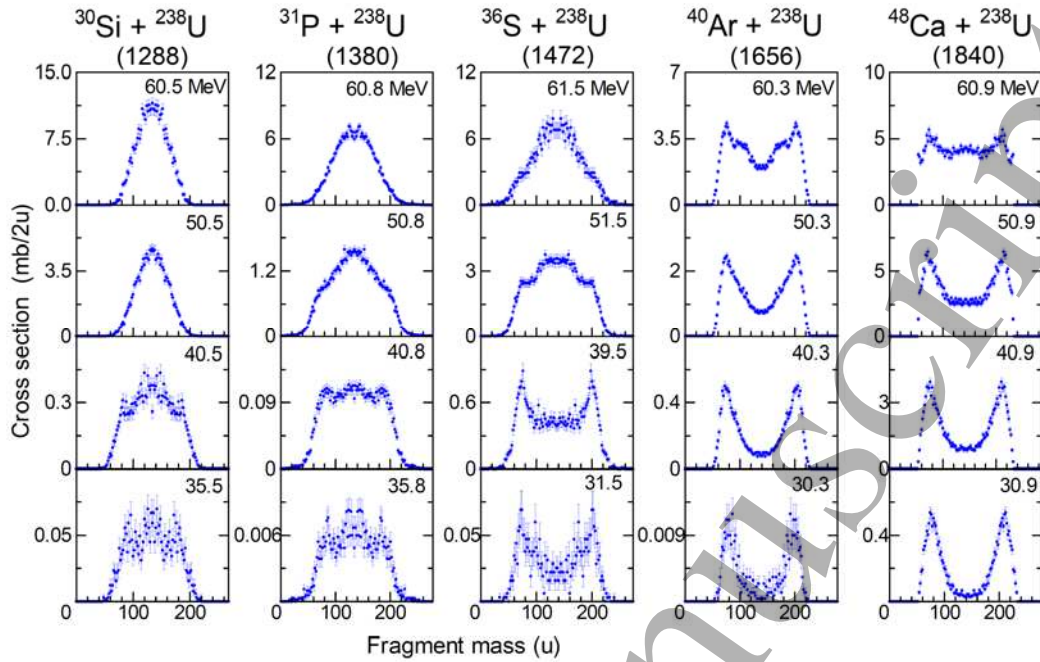 ³⁰Si + ²³⁸U ³¹P + ²³⁸U ³⁶S + ²³⁸U ⁴⁰Ar + ²³⁸U ⁴⁸Ca + ²³⁸U
(1288) (1380) (1472) (1656) (1840)
15.0 60.5 MeV 12 60.8 MeV 12 61.5 MeV 7 60.3 MeV 10 60.9 MeV
7.5 6 6 3.5 5
0.0 0 0 0 0
50.5 50.8 51.5 50.3 50.9
3.5 1.2 3 2 5
0 0 0 0 0
40.5 40.8 39.5 40.3 40.9
0.3 0.09 0.6 0.4 3
0 0 0 0 0
35.5 35.8 31.5 30.3 30.9
0.05 0.006 0.05 0.009 0.4
0 100 200 0 100 200 0 100 200 0 100 200 0 100 200
Cross section (mb/2u)
Fragment mass (u)
nuscrip